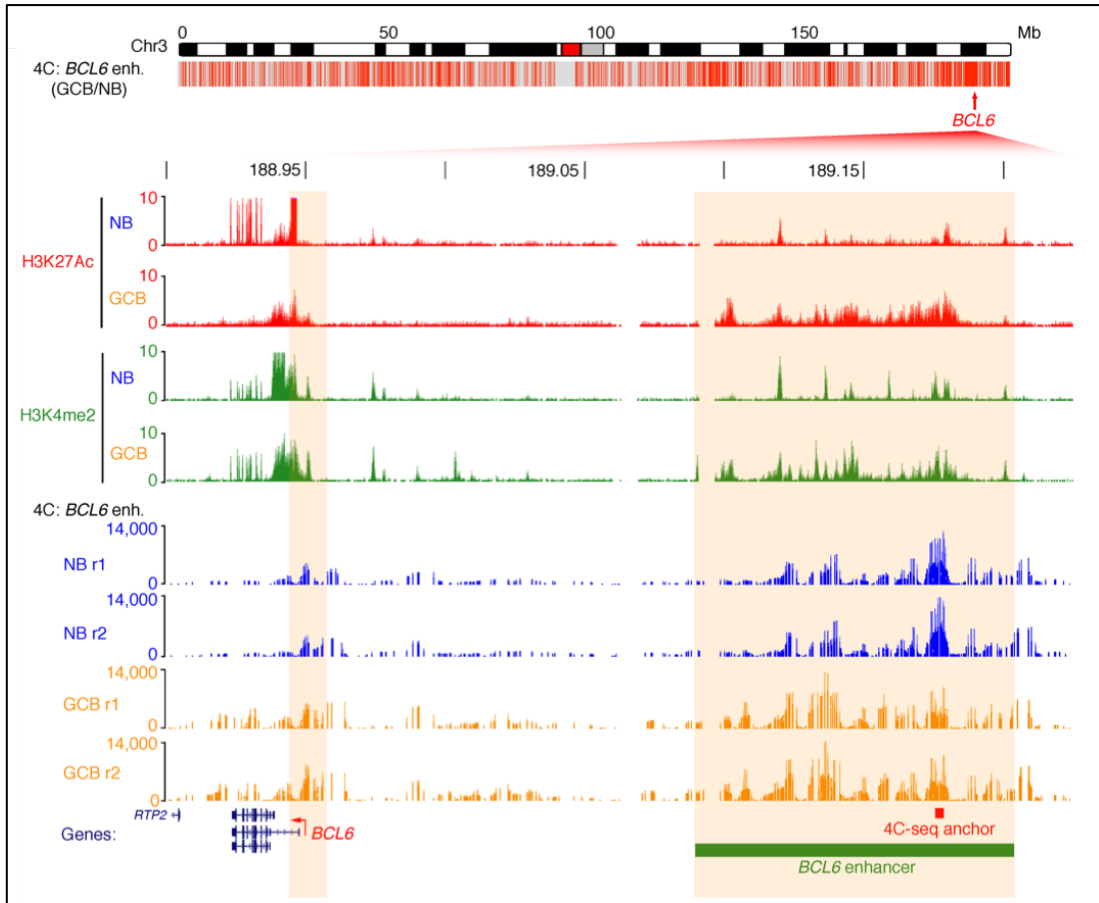 0 50 100 150 Mb
Chr3
4C: BCL6 enh.
(GCB/NB)
BCL6
188.95 189.05 189.15
10
NB
0
H3K27Ac
10
GCB
0
10
NB
0
H3K4me2
10
GCB
0
4C: BCL6 enh.
14,000
NB r1
0
14,000
NB r2
0
14,000
GCB r1
0
14,000
GCB r2
0
RTP2
Genes:
BCL6
4C-seq anchor
BCL6 enhancer